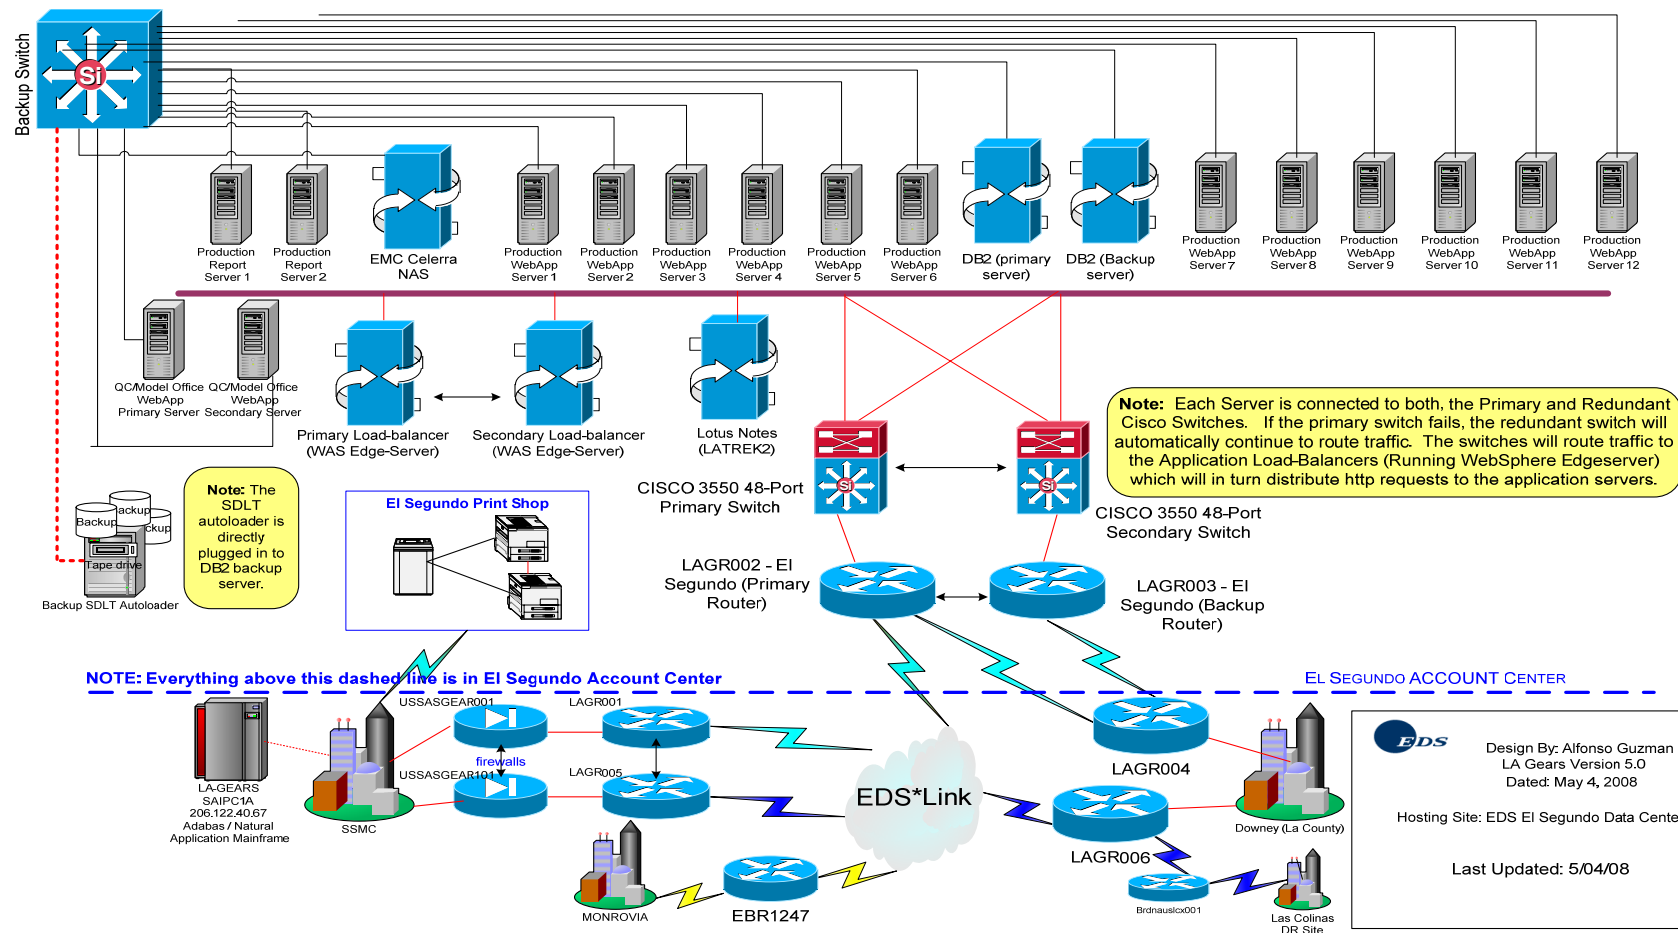 Backup Switch
Si
Production
Report
Server 1
Production
Report
Server2
EMC Celerra
NAS
Production
WebApp
Server 1
Production
WebApp
Server 2
Production
WebApp
Server 3
Production
WebApp
Server 4
Production
WebApp
Server 5
Production
WebApp
Server 6
DB2 (primary
server)
DB2 (Backup
server)
Production
WebApp
Server7
Production
WebApp
Server 8
Production
WebApp
Server 9
Production
WebApp
Server 10
Production
WebApp
Server 11
Production
WebApp
Server 12
QC/Model Office
WebApp
Primary Server
QC/Model Office
WebApp
Secondary Server
Primary Load-balancer
(WAS Edge-Server)
Secondary Load-balancer
(WAS Edge-Server)
Lotus Notes
(LATREK2)
Si
CISCO 3550 48-Port
Primary Switch
Si
CISCO 3550 48-Port
Secondary Switch
Note: Each Server is connected to both, the Primary and Redundant
Cisco Switches. If the primary switch fails, the redundant switch will
automatically continue to route traffic. The switches will route traffic to
the Application Load-Balancers (Running WebSphere Edgeserver)
which will in turn distribute http requests to the application servers.
Backup
Backup
ckup
Tape drive
Backup SDLT Autoloader
Note: The
SDLT
autoloader is
directly
plugged in to
DB2 backup
server.
El Segundo Print Shop
LAGR002 - El
Segundo (Primary
Router)
LAGR003 - El
Segundo (Backup
Router)
NOTE: Everything above this dashed line is in El Segundo Account Center
EL SEGUNDO ACCOUNT CENTER
LA-GEARS
SAIPC1A
206.122.40.67
Adabas / Natural
Application Mainframe
SSMC
USSASGEAR001
firewalls
USSASGEAR101
LAGR001
LAGR005
EDS*Link
MONROVIA
EBR1247
LAGR004
LAGR006
Downey (La County)
Brdnauslcx001
Las Colinas
DR Site
EDS
Design By: Alfonso Guzman
LA Gears Version 5.0
Dated: May 4, 2008
Hosting Site: EDS El Segundo Data Cente
Last Updated: 5/04/08